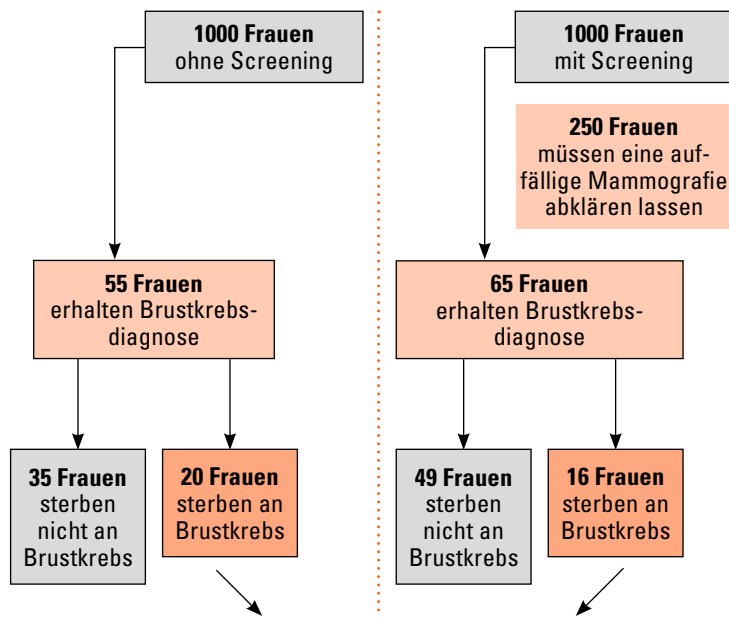 1000 Frauen
ohne Screening
55 Frauen
erhalten Brustkrebs-
diagnose
35 Frauen
sterben
nicht an
Brustkrebs
20 Frauen
sterben an
Brustkrebs
1000 Frauen
mit Screening
250 Frauen
müssen eine auf-
fällige Mammografie
abklären lassen
65 Frauen
erhalten Brustkrebs-
diagnose
49 Frauen
sterben
nicht an
Brustkrebs
16 Frauen
sterben an
Brustkrebs